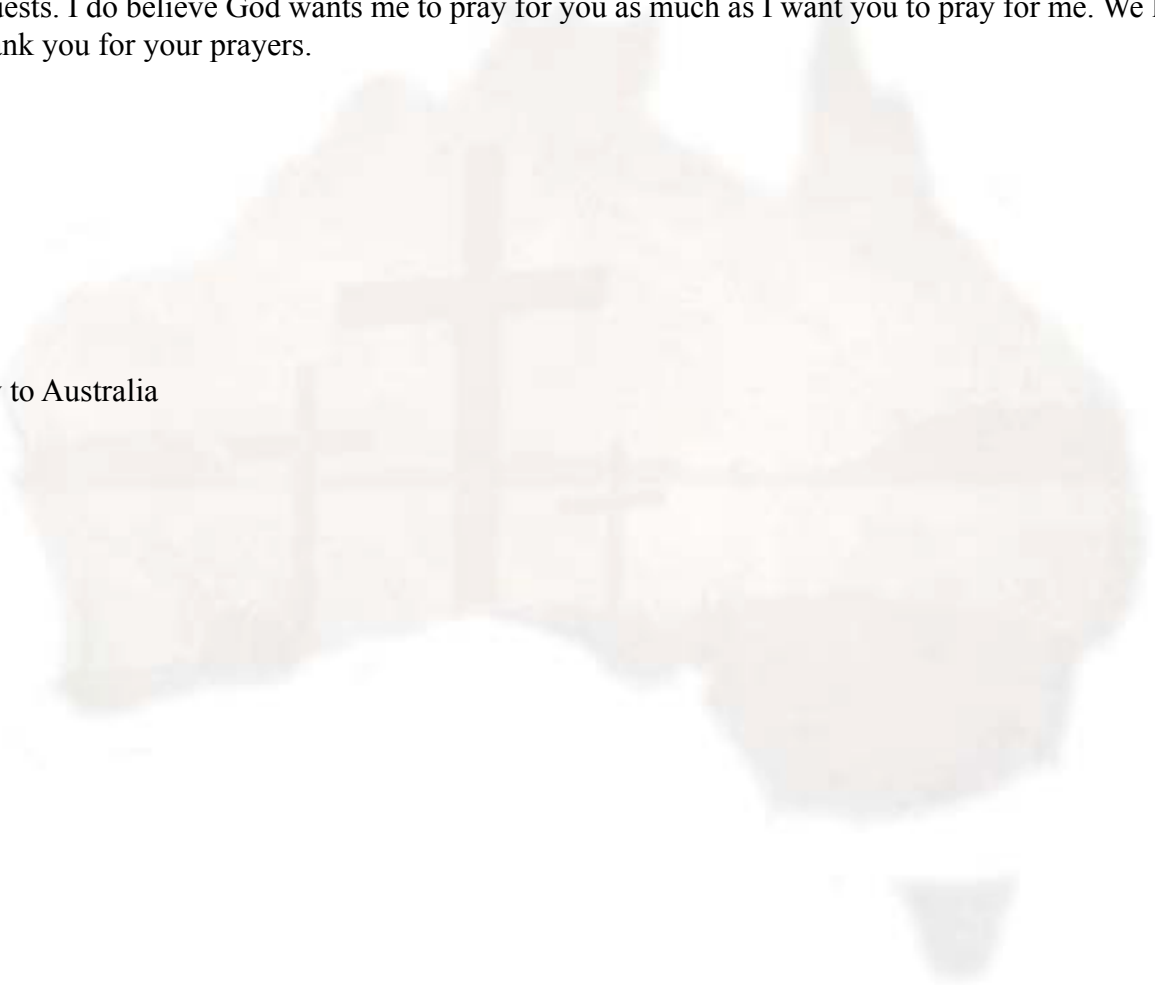 uests. I do believe God wants me to pray for you as much as I want you to pray for me. We l
ank you for your prayers.
to Australia